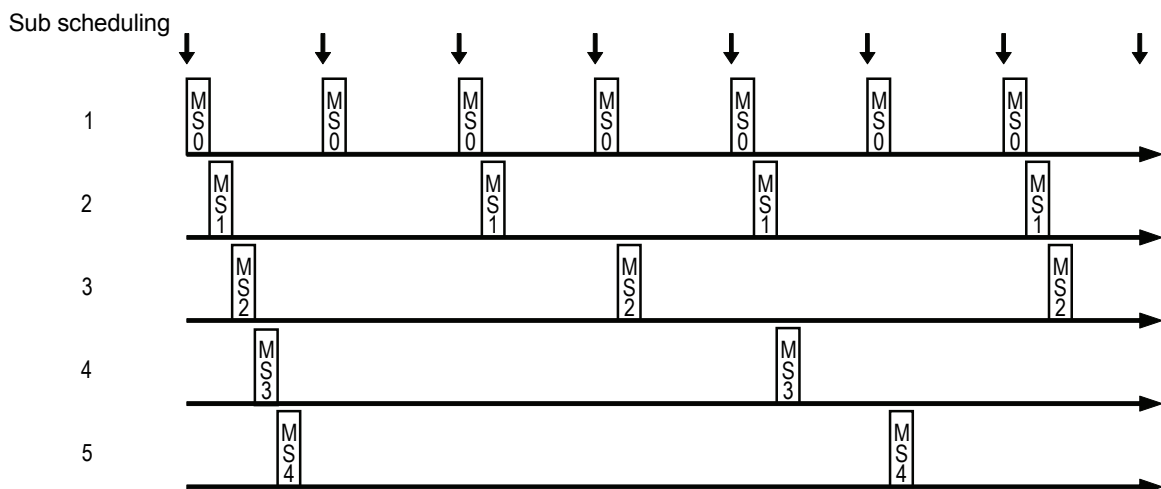 Sub scheduling
1
MS0 MS0 MS0 MS0 MS0 MS0 MS0
2
MS1 MS1 MS1 MS1
3
MS2 MS2 MS2
4
MS3 MS3
5
MS4 MS4